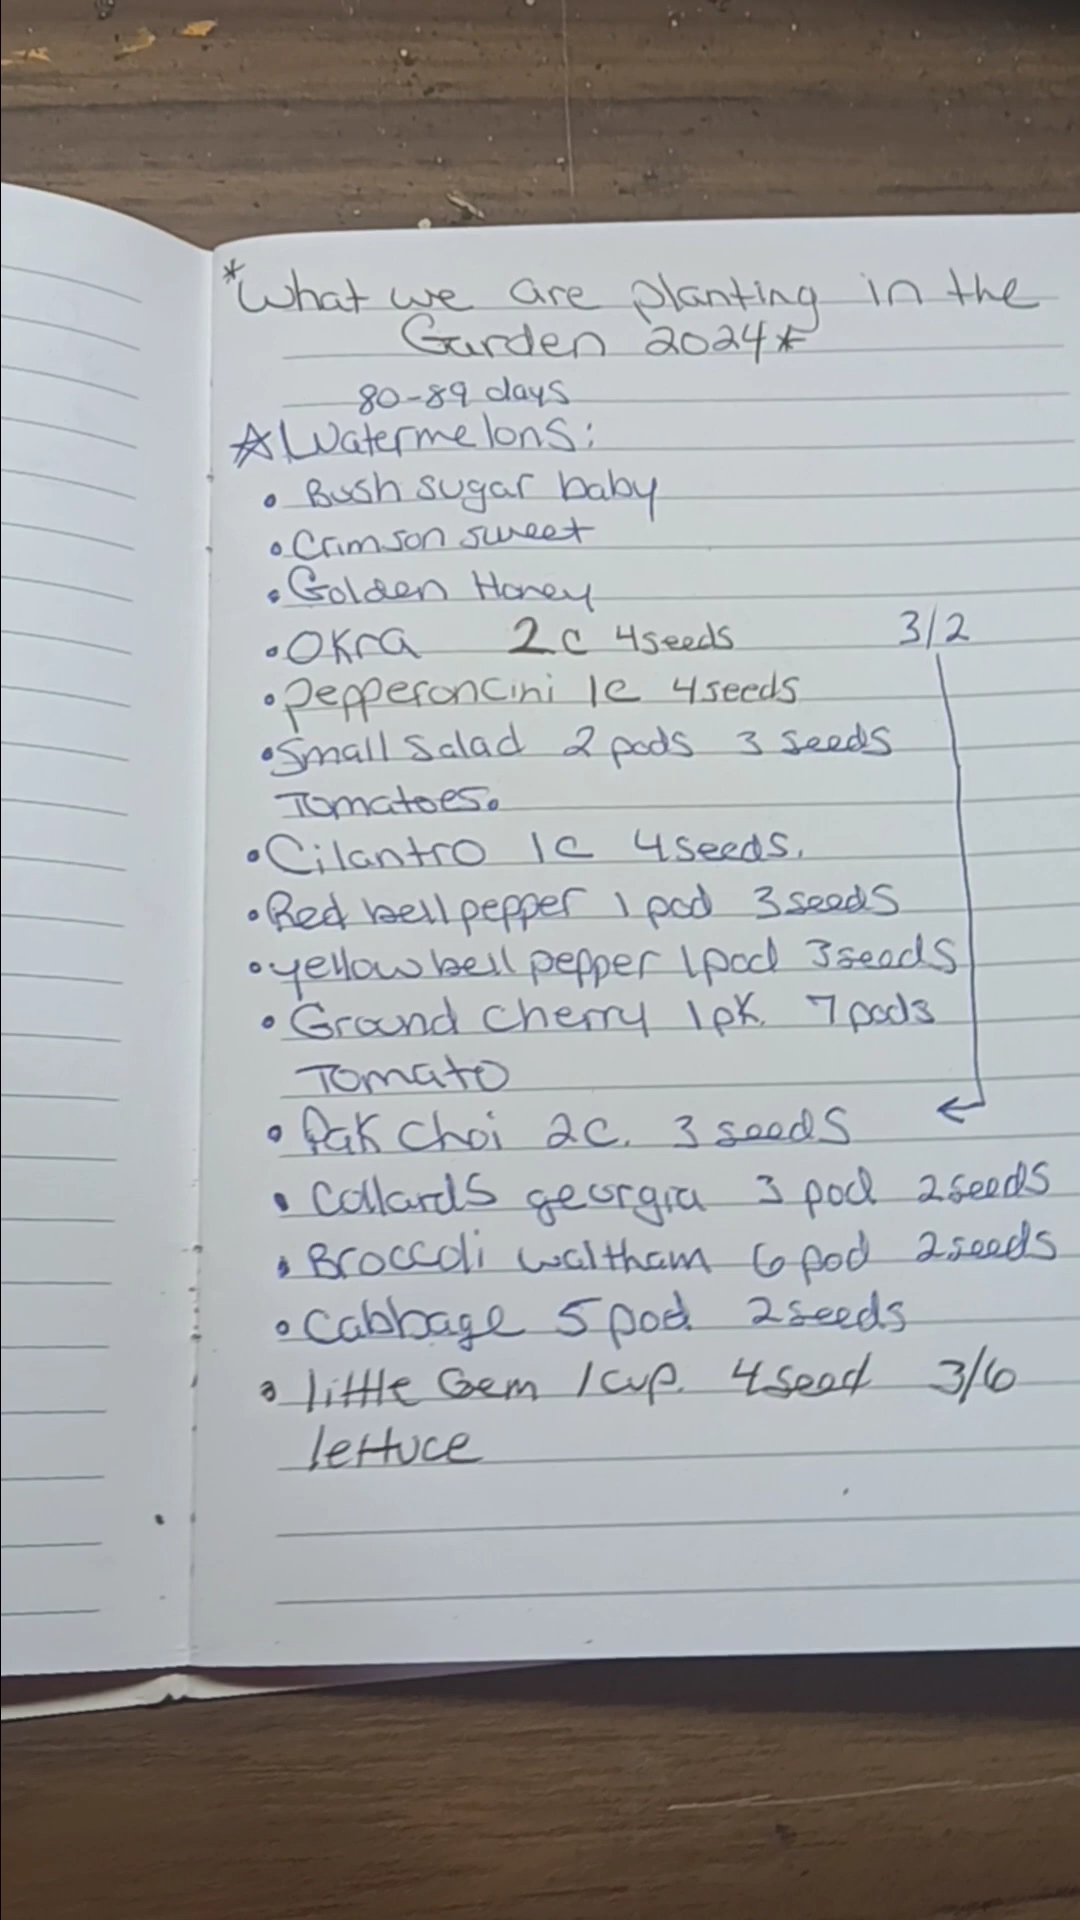 *What we are planting in the
Garden 2024*
80-89 days
☆Watermelons:
• Bush sugar baby
• Crimson sweet
• Golden Honey
• Okra 2c 4seeds 3/2
• Pepperoncini 1c 4seeds
• Small Salad 2 pods 3 seeds
Tomatoes.
• Cilantro 1c 4seeds.
• Red bell pepper 1 pod 3seeds
• yellow bell pepper 1pod 3seeds
• Ground Cherry 1pk. 7pods
Tomato
• Pak Choi 2c. 3 seeds
• Collards georgia 3 pod 2seeds
• Broccoli waltham 6 pod 2seeds
• Cabbage 5 pod. 2seeds
• little Gem 1cup. 4seed 3/6
lettuce